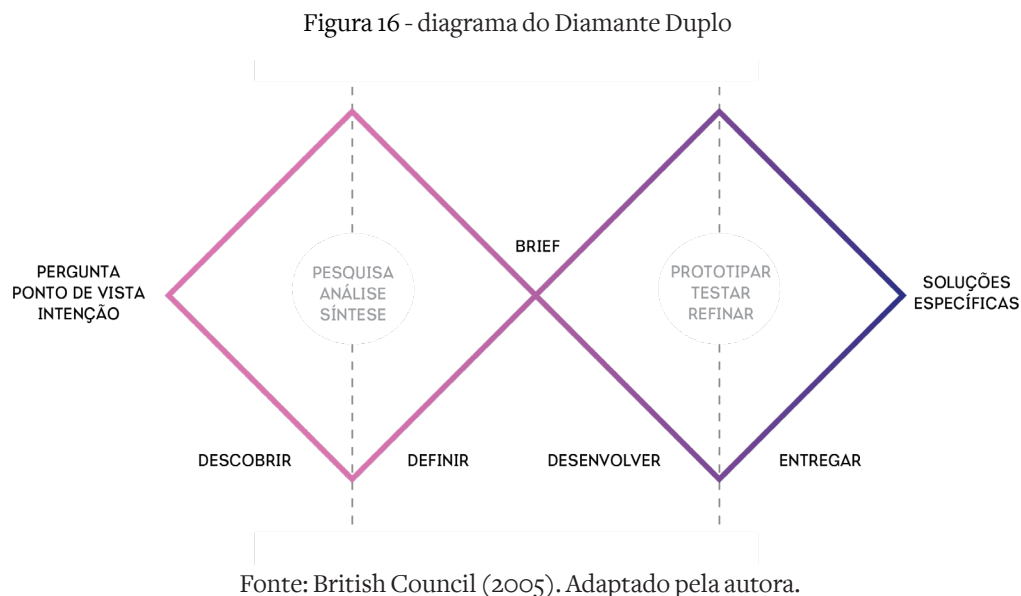 Figura 16 - diagrama do Diamante Duplo
PERGUNTA
PONTO DE VISTA
INTENÇÃO
PESQUISA
ANÁLISE
SÍNTESE
BRIEF
PROTOTIPAR
TESTAR
REFINAR
SOLUÇÕES
ESPECÍFICAS
DESCOBRIR
DEFINIR
DESENVOLVER
ENTREGAR
Fonte: British Council (2005). Adaptado pela autora.